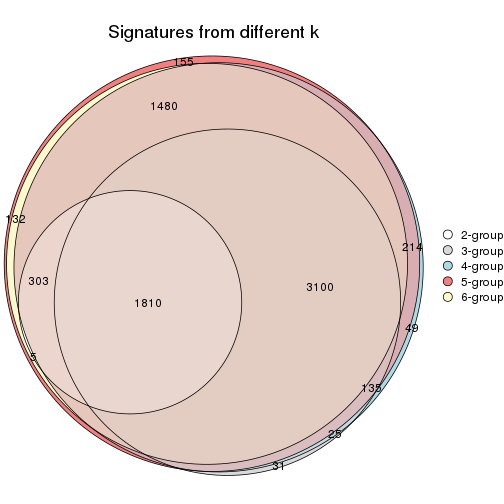 Signatures from different k
155
1480
132
214
303
3100
1810
49
5
135
25
31
2-group
3-group
4-group
5-group
6-group